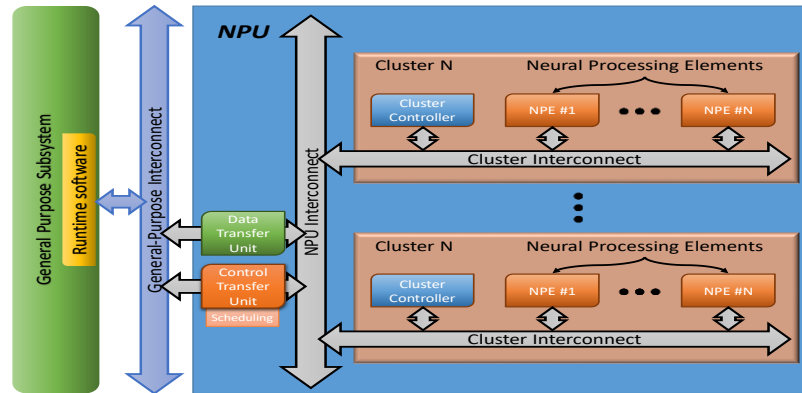 General Purpose Subsystem
Runtime software
General-Purpose Interconnect
NPU
NPU Interconnect
Data
Transfer
Unit
Control
Transfer
Unit
Scheduling
Cluster N
Neural Processing Elements
Cluster
Controller
NPE #1
NPE #N
Cluster Interconnect
Cluster N
Neural Processing Elements
Cluster
Controller
NPE #1
NPE #N
Cluster Interconnect